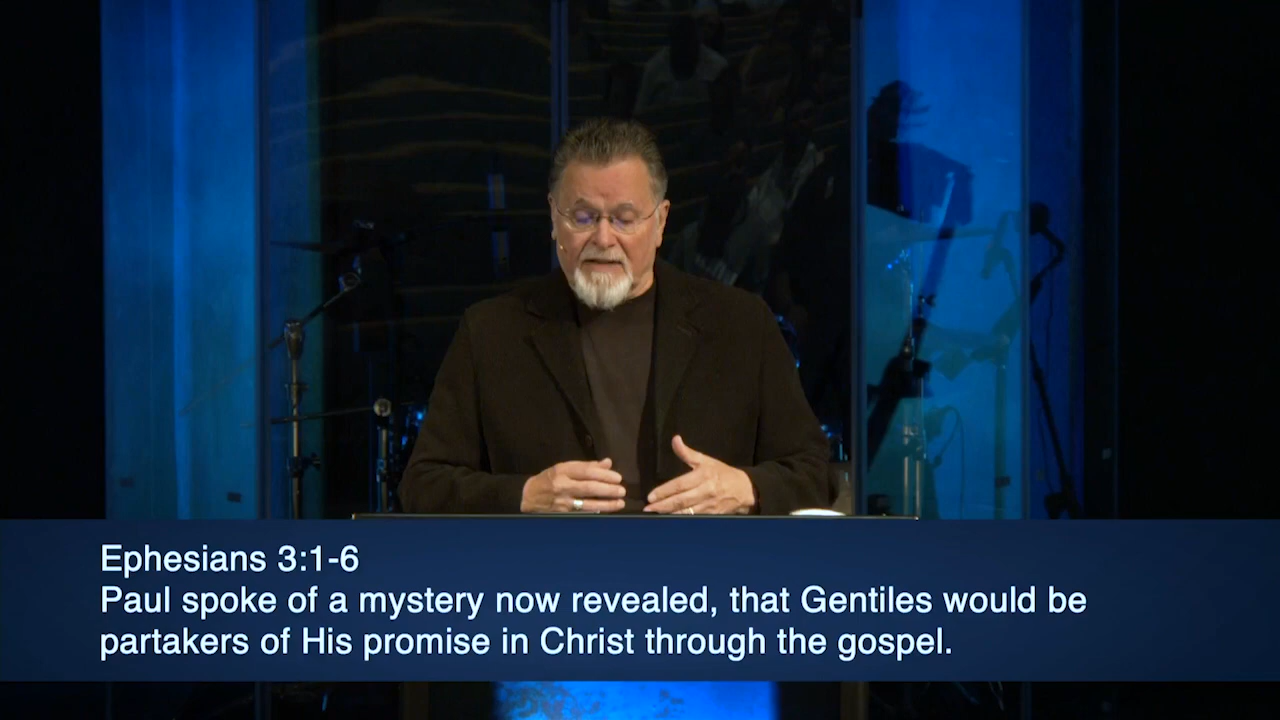 Ephesians 3:1-6
Paul spoke of a mystery now revealed, that Gentiles would be
partakers of His promise in Christ through the gospel.